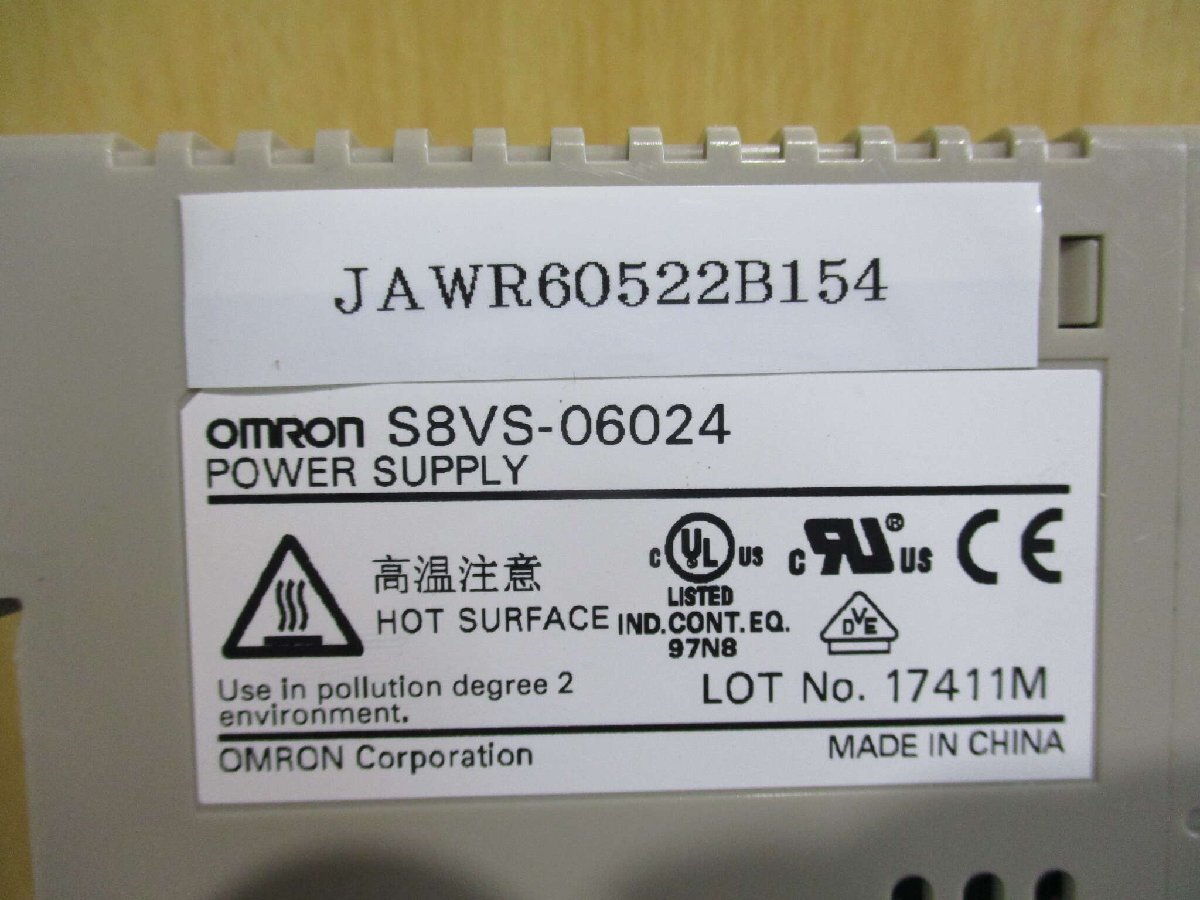 JAWR60522B154
OMRON S8VS-06024
POWER SUPPLY
高温注意
HOT SURFACE
C UL US
LISTED
IND.CONT.EQ.
97N8
C RU ® US
CE
DVE
Use in pollution degree 2
environment.
LOT No. 17411M
OMRON Corporation
MADE IN CHINA